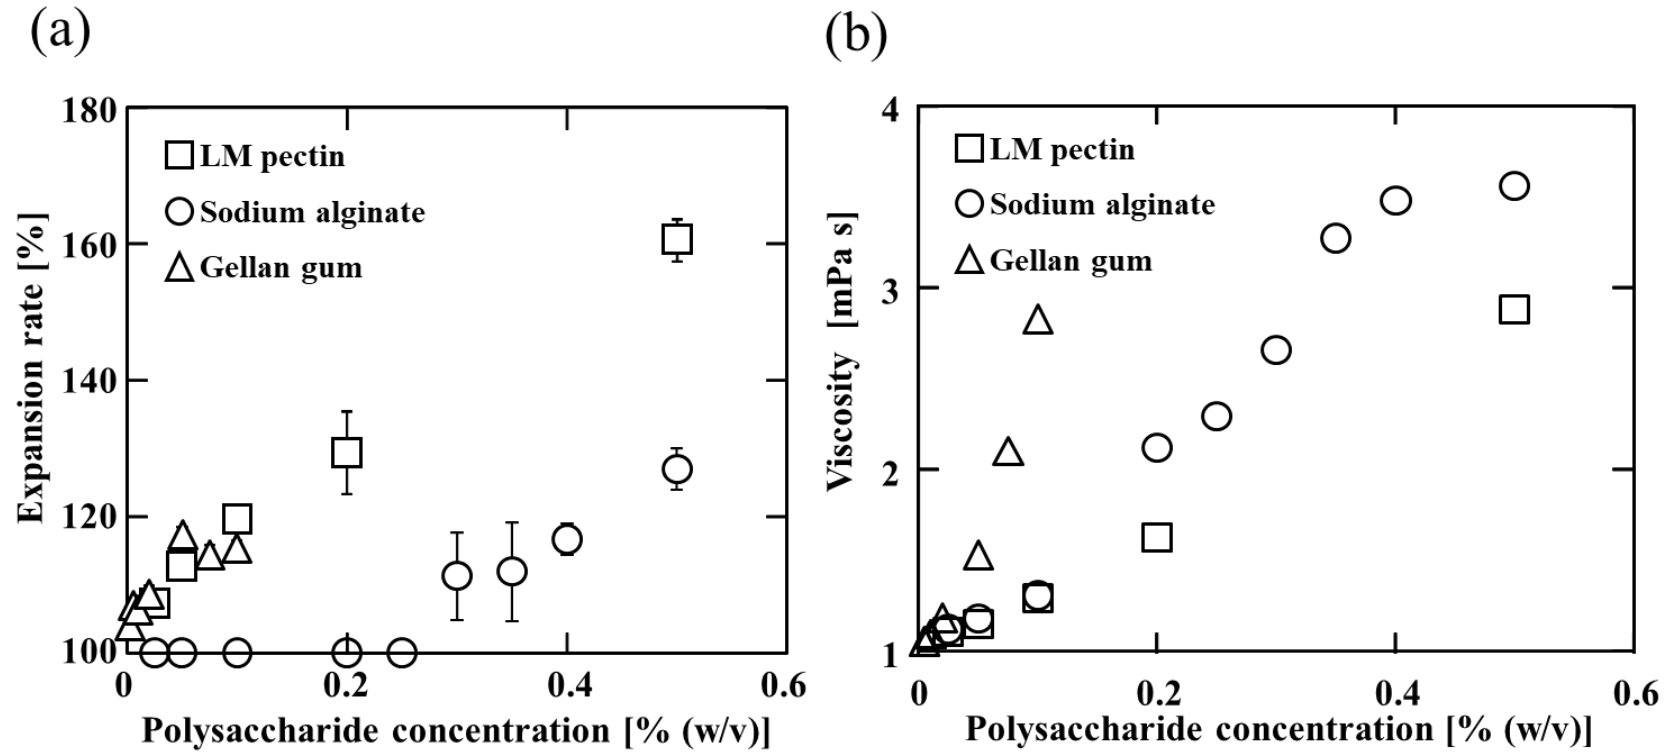 (a)
180
160
140
120
100
0
0.2
0.4
0.6
LM pectin
Sodium alginate
Gellan gum
Expansion rate [%]
Polysaccharide concentration [% (w/v)]
(b)
4
3
2
1
0
0.2
0.4
0.6
LM pectin
Sodium alginate
Gellan gum
Viscosity [mPa s]
Polysaccharide concentration [% (w/v)]